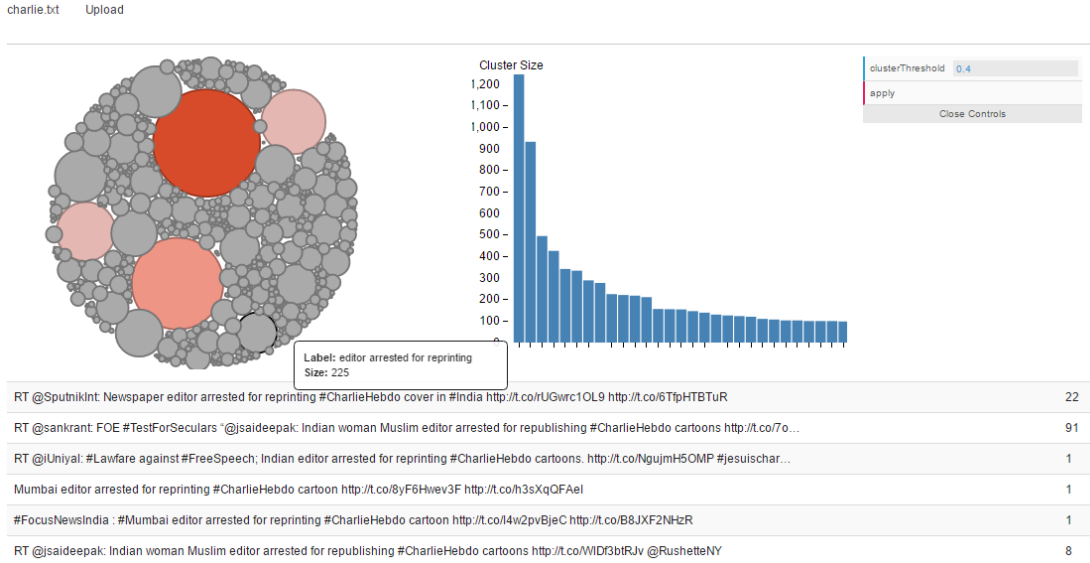 charlie.txt Upload
Cluster Size
1,200
1,100
1,000
900
800
700
600
500
400
300
200
100
0
clusterThreshold 0.4
apply
Close Controls
Label: editor arrested for reprinting
Size: 225
RT @SputnikInt: Newspaper editor arrested for reprinting #CharlieHebdo cover in #India http://t.co/rUGwrc1OL9 http://t.co/6TfpHTBTuR 22
RT @sankrant: FOE #TestForSeculars “@jsaideepak: Indian woman Muslim editor arrested for republishing #CharlieHebdo cartoons http://t.co/7o... 91
RT @iUniyal: #Lawfare against #FreeSpeech; Indian editor arrested for reprinting #CharlieHebdo cartoons. http://t.co/NgujmH5OMP #jesuischar... 1
Mumbai editor arrested for reprinting #CharlieHebdo cartoon http://t.co/8yF6Hwev3F http://t.co/h3sXqQFAeI 1
#FocusNewsIndia : #Mumbai editor arrested for reprinting #CharlieHebdo cartoon http://t.co/l4w2pvBjeC http://t.co/B8JXF2NHzR 1
RT @jsaideepak: Indian woman Muslim editor arrested for republishing #CharlieHebdo cartoons http://t.co/WIDf3btRJv @RushetteNY 8